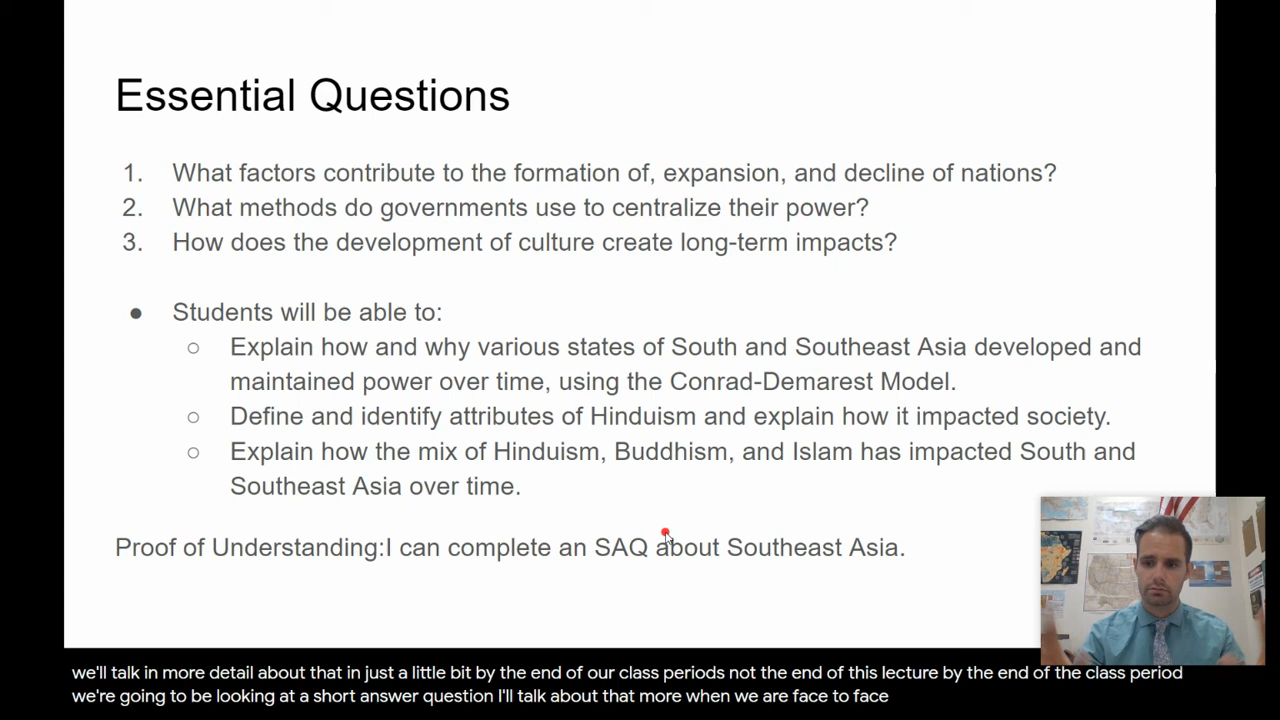 Essential Questions
1. What factors contribute to the formation of, expansion, and decline of nations?
2. What methods do governments use to centralize their power?
3. How does the development of culture create long-term impacts?
● Students will be able to:
○ Explain how and why various states of South and Southeast Asia developed and
maintained power over time, using the Conrad-Demarest Model.
○ Define and identify attributes of Hinduism and explain how it impacted society.
○ Explain how the mix of Hinduism, Buddhism, and Islam has impacted South and
Southeast Asia over time.
Proof of Understanding:I can complete an SAQ about Southeast Asia.
we'll talk in more detail about that in just a little bit by the end of our class periods not the end of this lecture by the end of the class period
we're going to be looking at a short answer question I'll talk about that more when we are face to face